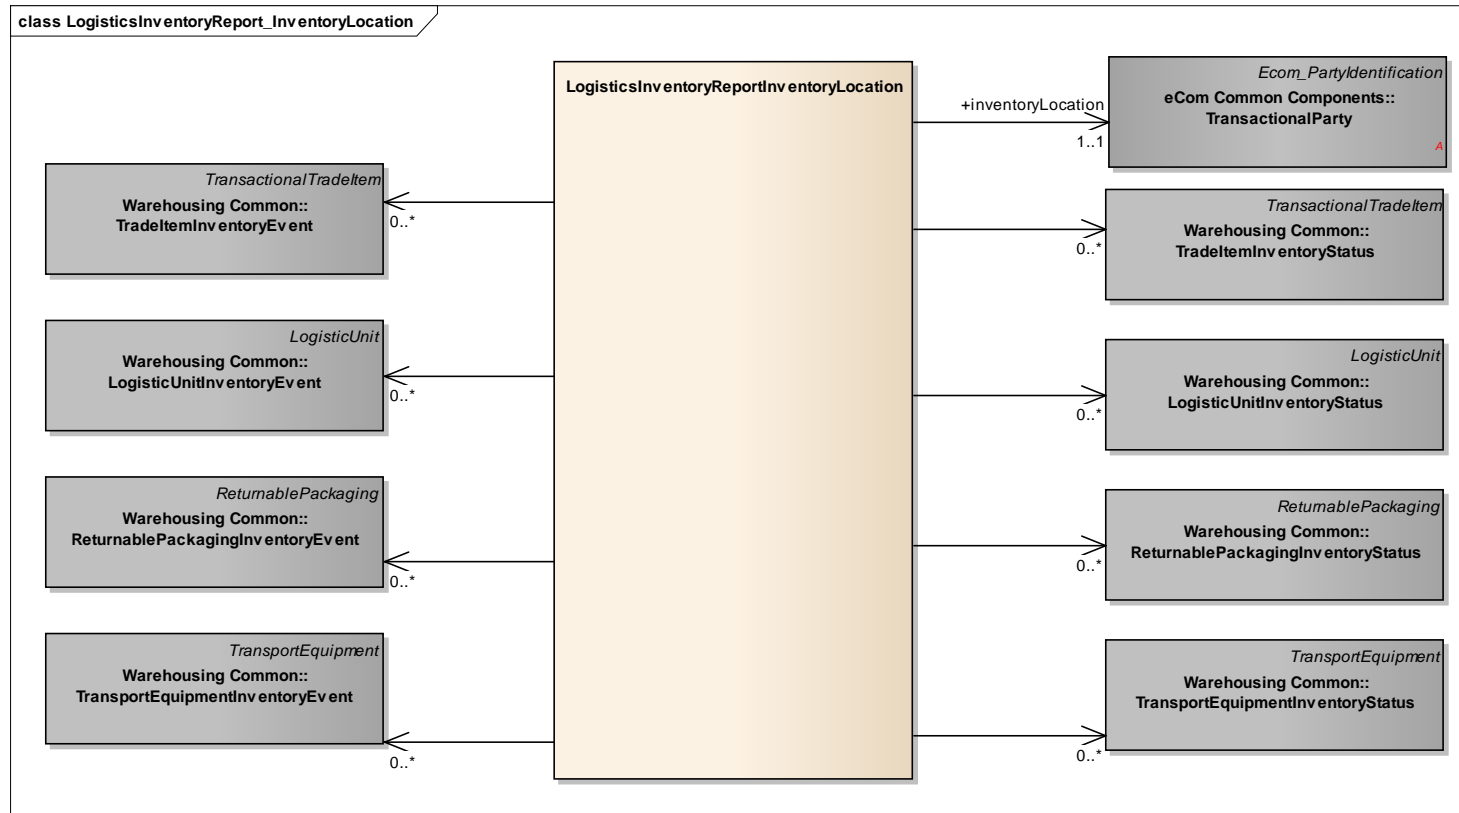 class LogisticsInventoryReport_InventoryLocation
LogisticsInventoryReportInventoryLocation
+inventoryLocation
1..1
Ecom_PartyIdentification
eCom Common Components::
TransactionalParty
A
TransactionalTradeItem
Warehousing Common::
TradeItemInventoryEvent
0..*
TransactionalTradeItem
Warehousing Common::
TradeItemInventoryStatus
0..*
LogisticUnit
Warehousing Common::
LogisticUnitInventoryEvent
0..*
LogisticUnit
Warehousing Common::
LogisticUnitInventoryStatus
0..*
ReturnablePackaging
Warehousing Common::
ReturnablePackagingInventoryEvent
0..*
ReturnablePackaging
Warehousing Common::
ReturnablePackagingInventoryStatus
0..*
TransportEquipment
Warehousing Common::
TransportEquipmentInventoryEvent
0..*
TransportEquipment
Warehousing Common::
TransportEquipmentInventoryStatus
0..*